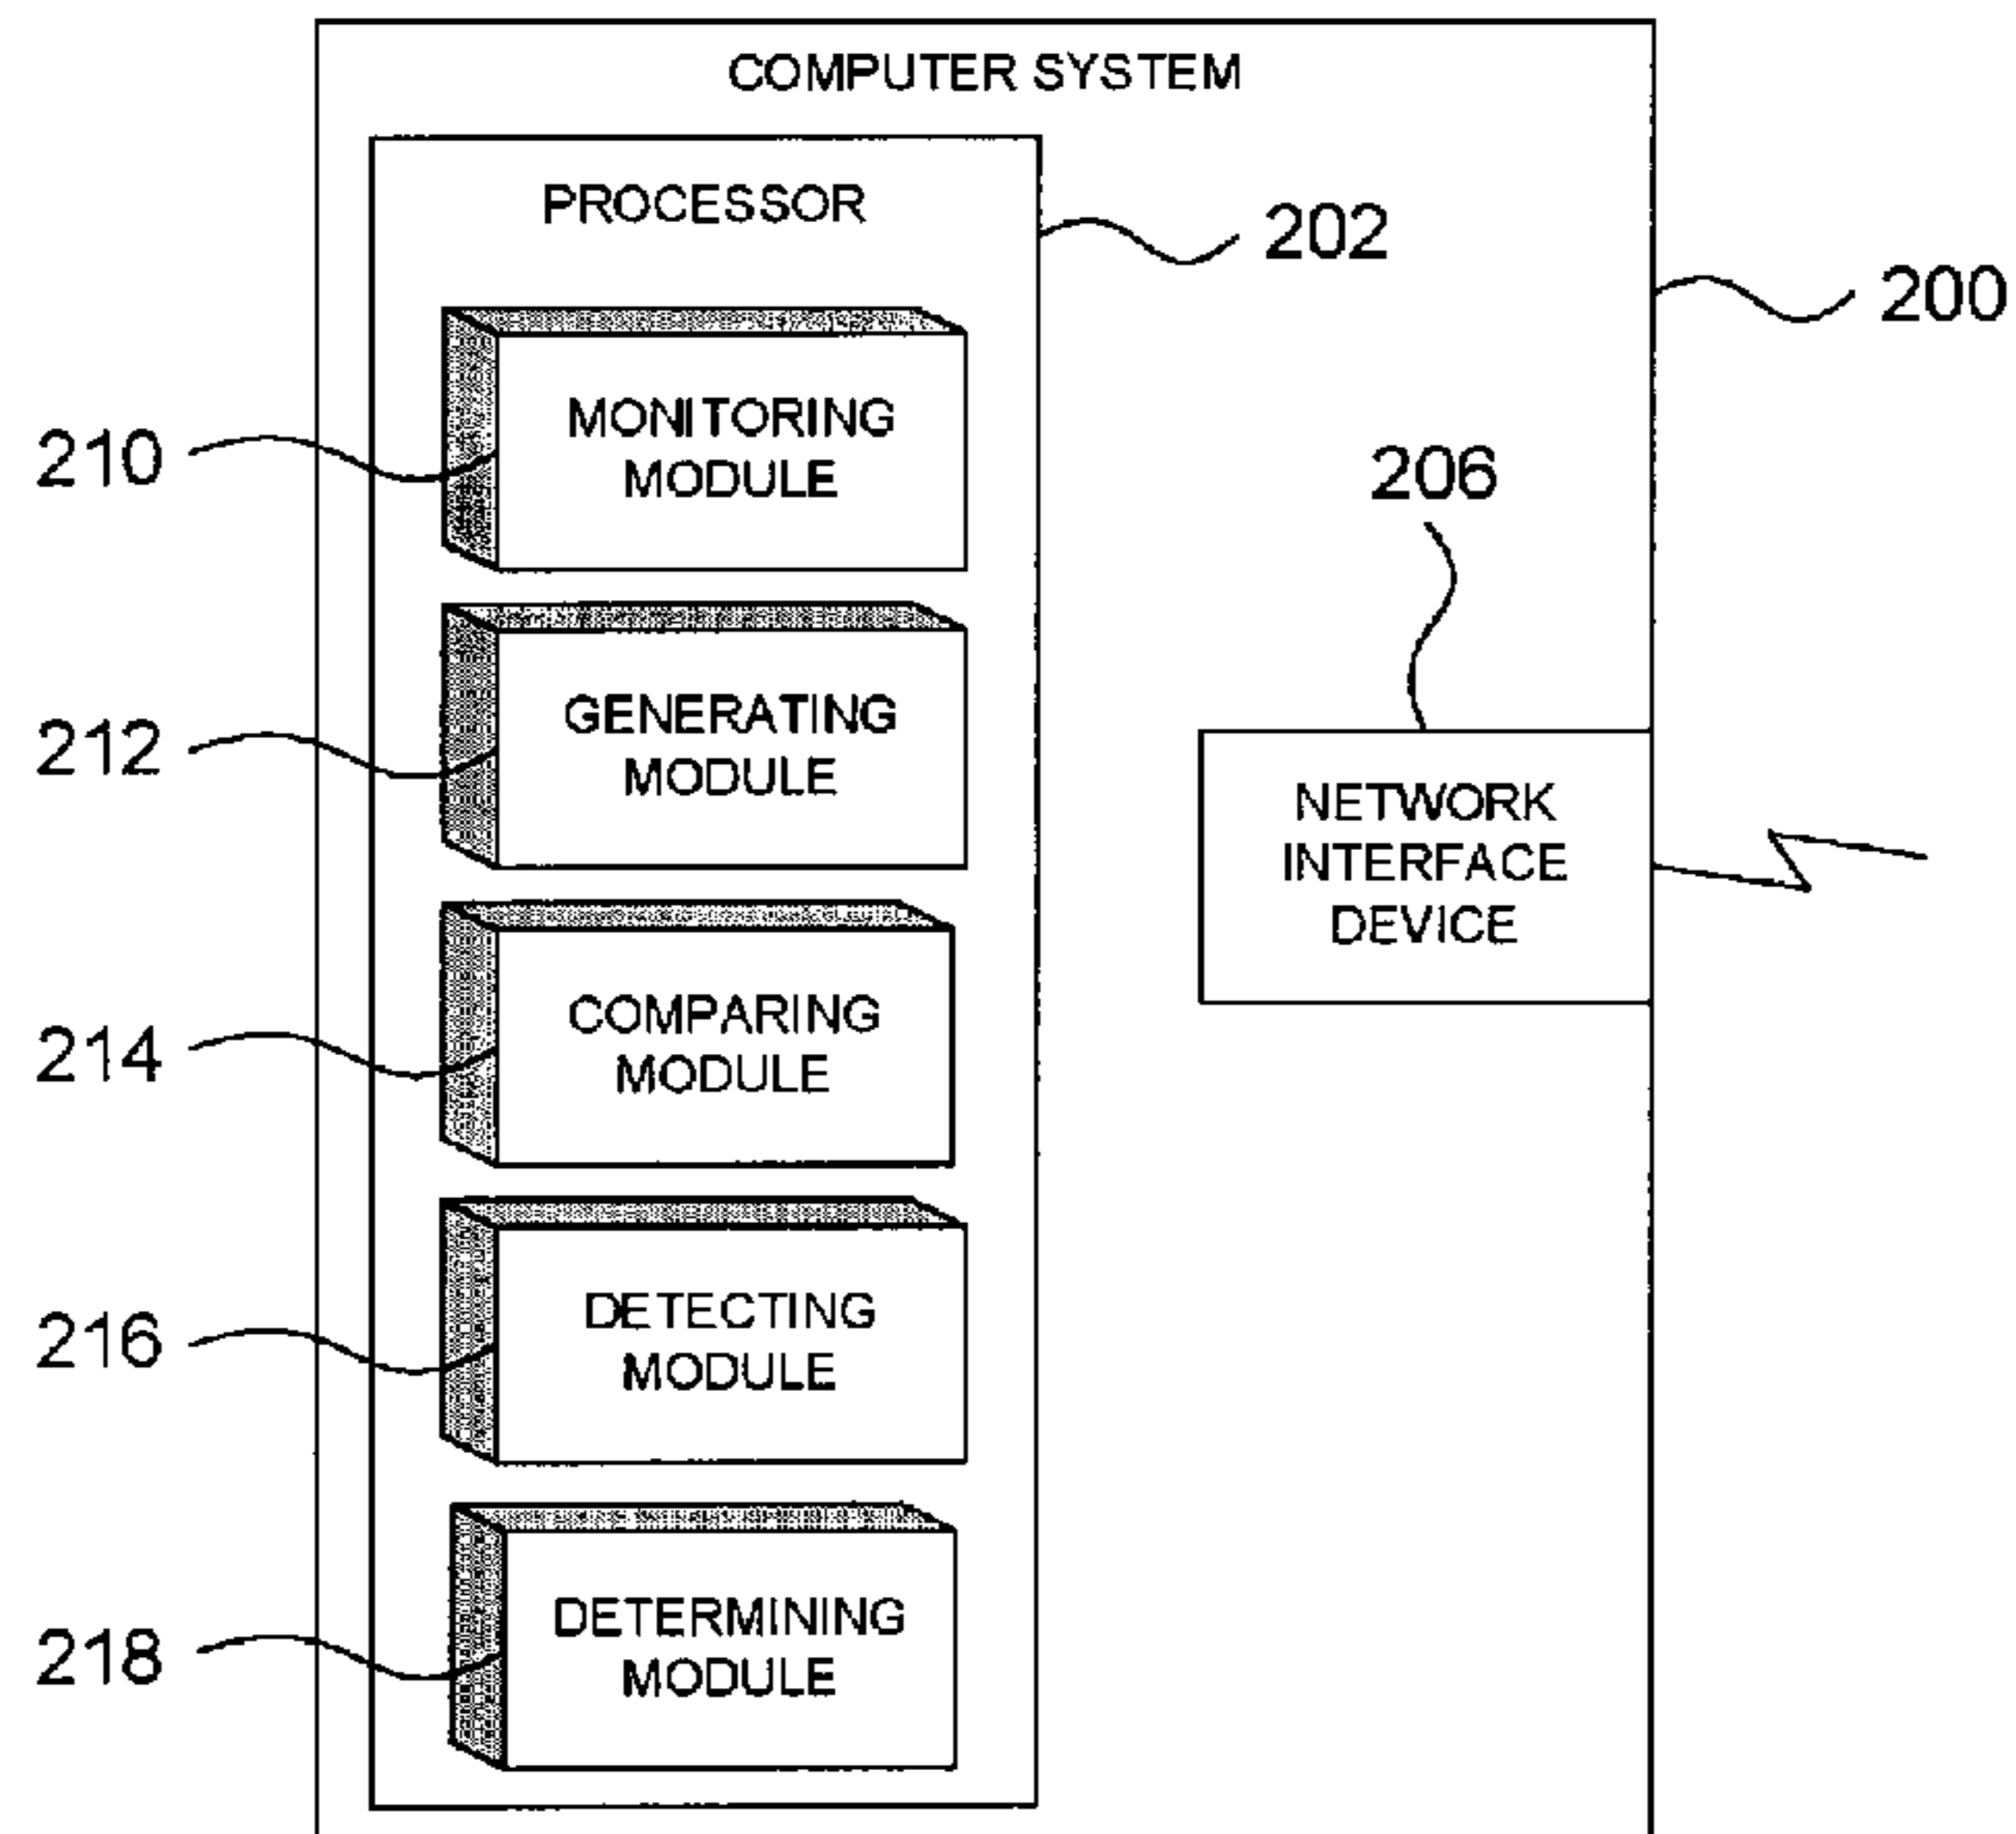 COMPUTER SYSTEM
PROCESSOR
202
200
210
MONITORING
MODULE
206
212
GENERATING
MODULE
NETWORK
INTERFACE
DEVICE
214
COMPARING
MODULE
216
DETECTING
MODULE
218
DETERMINING
MODULE